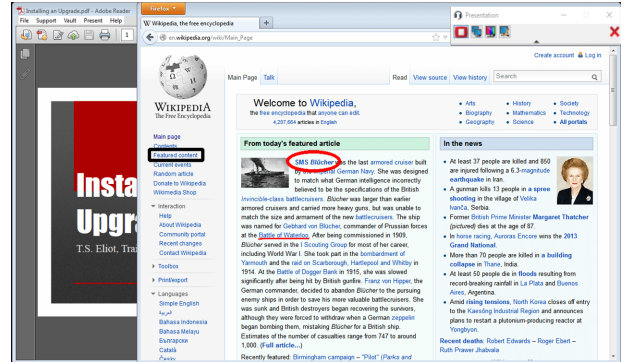 Installing an Upgrade.pdf - Adobe Reader
File Support Vault Present Help
1
Insta
Upgr
T.S. Eliot, Trai
Firefox
Wikipedia, the free encyclopedia
en.wikipedia.org/wiki/Main_Page
Presentation
Create account Log in
Main Page Talk
Read View source View history Search
WIKIPEDIA
The Free Encyclopedia
Main page
Contents
Featured content
Current events
Random article
Donate to Wikipedia
Wikimedia Shop
Interaction
Help
About Wikipedia
Community portal
Recent changes
Contact Wikipedia
Toolbox
Print/export
Languages
Simple English
العربية
Bahasa Indonesia
Bahasa Melayu
Български
Català
Česky
Welcome to Wikipedia,
the free encyclopedia that anyone can edit.
4,207,664 articles in English
Arts
Biography
Geography
History
Mathematics
Science
Society
Technology
All portals
From today's featured article
SMS Blücher was the last armored cruiser built
by the Imperial German Navy. She was designed
to match what German intelligence incorrectly
believed to be the specifications of the British
Invincible-class battlecruisers. Blücher was larger than earlier
armored cruisers and carried more heavy guns, but was unable to
match the size and armament of the new battlecruisers. The ship
was named for Gebhard von Blücher, commander of Prussian forces
at the Battle of Waterloo. After being commissioned in 1909,
Blücher served in the I Scouting Group for most of her career,
including World War I. She took part in the bombardment of
Yarmouth and the raid on Scarborough, Hartlepool and Whitby in
1914. At the Battle of Dogger Bank in 1915, she was slowed
significantly after being hit by British gunfire. Franz von Hipper, the
German commander, decided to abandon Blücher to the pursuing
enemy ships in order to save his more valuable battlecruisers. She
was sunk and British destroyers began recovering the survivors,
although they were forced to withdraw when a German zeppelin
began bombing them, mistaking Blücher for a British ship.
Estimates of the number of casualties range from 747 to around
1,000. (Full article...)
Recently featured: Birmingham campaign – "Pilot" (Parks and
In the news
At least 37 people are killed and 850
are injured following a 6.3-magnitude
earthquake in Iran.
A gunman kills 13 people in a spree
shooting in the village of Velika
Ivanča, Serbia.
Former British Prime Minister Margaret Thatcher
(pictured) dies at the age of 87.
In horse racing, Auroras Encore wins the 2013
Grand National.
More than 70 people are killed in a building
collapse in Thane, India.
At least 50 people die in floods resulting from
record-breaking rainfall in La Plata and Buenos
Aires, Argentina.
Amid rising tensions, North Korea closes off entry
to the Kaesŏng Industrial Region and announces
plans to restart a plutonium-producing reactor at
Yongbyon.
Recent deaths: Robert Edwards – Roger Ebert –
Ruth Prawer Jhabvala